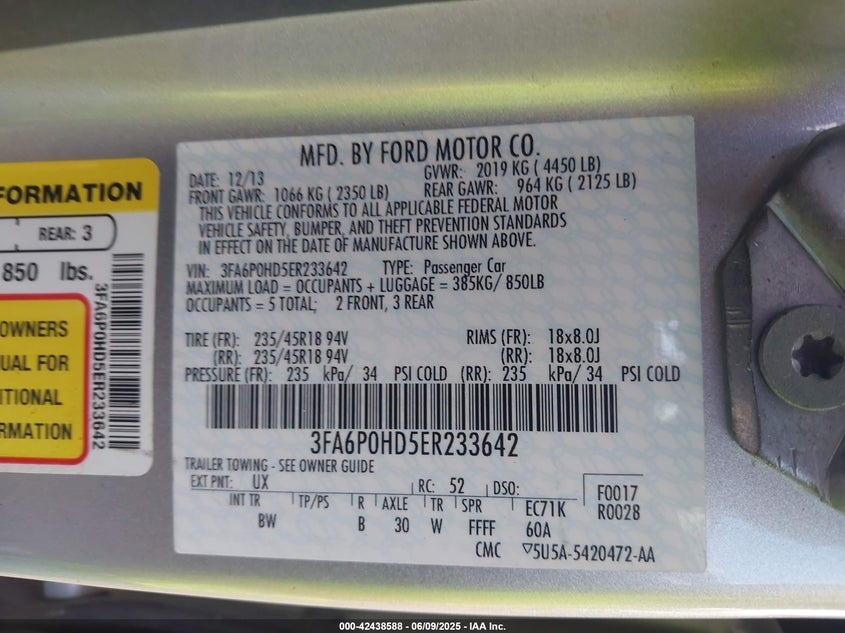 FORMATION
REAR: 3
850 lbs.
OWNERS
UAL FOR
ITIONAL
RMATION
3FA6P0HD5ER233642
MFD. BY FORD MOTOR CO.
DATE: 12/13 GVWR: 2019 KG ( 4450 LB)
FRONT GAWR: 1066 KG ( 2350 LB) REAR GAWR: 964 KG ( 2125 LB)
THIS VEHICLE CONFORMS TO ALL APPLICABLE FEDERAL MOTOR
VEHICLE SAFETY, BUMPER, AND THEFT PREVENTION STANDARDS
IN EFFECT ON THE DATE OF MANUFACTURE SHOWN ABOVE.
VIN: 3FA6P0HD5ER233642 TYPE: Passenger Car
MAXIMUM LOAD = OCCUPANTS + LUGGAGE = 385KG/ 850LB
OCCUPANTS = 5 TOTAL; 2 FRONT, 3 REAR
TIRE (FR): 235/45R18 94V RIMS (FR): 18x8.0J
(RR): 235/45R18 94V (RR): 18x8.0J
PRESSURE (FR): 235 kPa/ 34 PSI COLD (RR): 235 kPa/ 34 PSI COLD
3FA6P0HD5ER233642
TRAILER TOWING - SEE OWNER GUIDE
EXT PNT: UX RC: 52 DSO: F0017
INT TR TP/PS R AXLE TR SPR EC71K R0028
BW B 30 W FFFF 60A
CMC ▽5U5A-5420472-AA
000-42438588 - 06/09/2025 - IAA Inc.